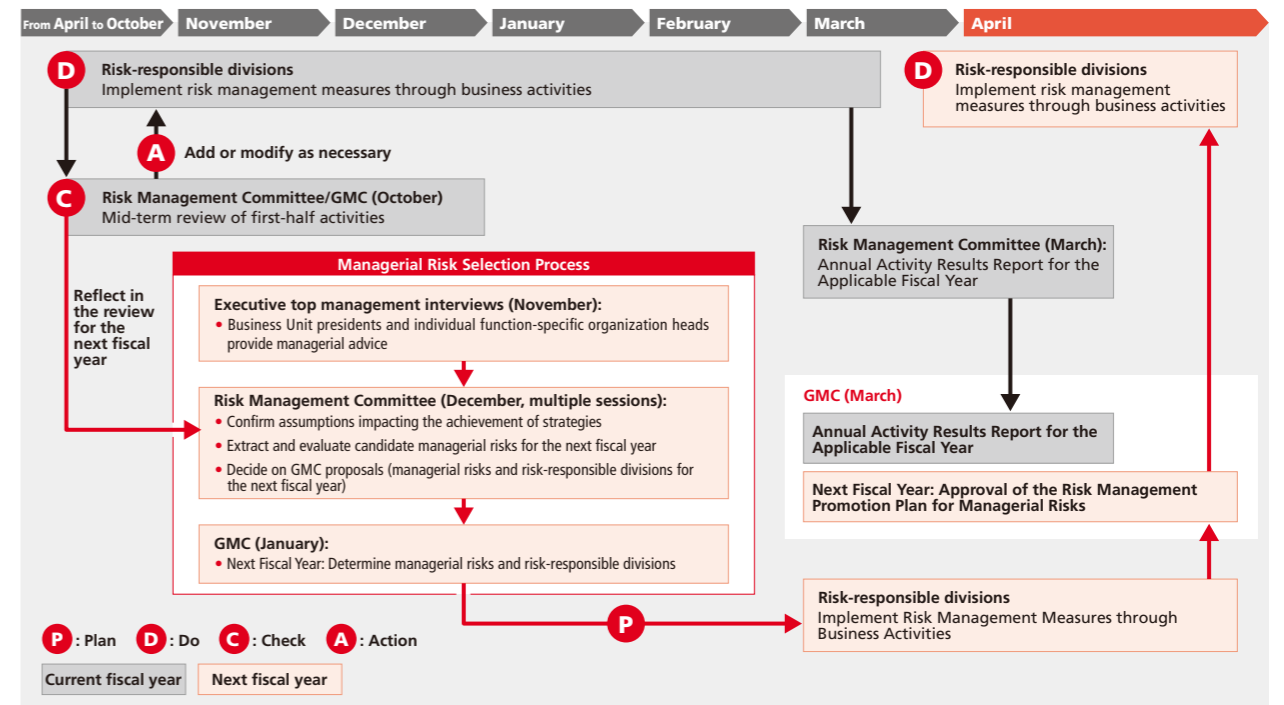 From April to October
November
December
January
February
March
April
D
Risk-responsible divisions
Implement risk management measures through business activities
D
Risk-responsible divisions
Implement risk management
measures through business activities
A
Add or modify as necessary
C
Risk Management Committee/GMC (October)
Mid-term review of first-half activities
Risk Management Committee (March):
Annual Activity Results Report for the
Applicable Fiscal Year
Reflect in
the review
for the
next fiscal
year
Managerial Risk Selection Process
Executive top management interviews (November):
• Business Unit presidents and individual function-specific organization heads
provide managerial advice
Risk Management Committee (December, multiple sessions):
• Confirm assumptions impacting the achievement of strategies
• Extract and evaluate candidate managerial risks for the next fiscal year
• Decide on GMC proposals (managerial risks and risk-responsible divisions for
the next fiscal year)
GMC (January):
• Next Fiscal Year: Determine managerial risks and risk-responsible divisions
GMC (March)
Annual Activity Results Report for the
Applicable Fiscal Year
Next Fiscal Year: Approval of the Risk Management
Promotion Plan for Managerial Risks
P
Risk-responsible divisions
Implement Risk Management Measures through
Business Activities
P : Plan D : Do C : Check A : Action
Current fiscal year
Next fiscal year